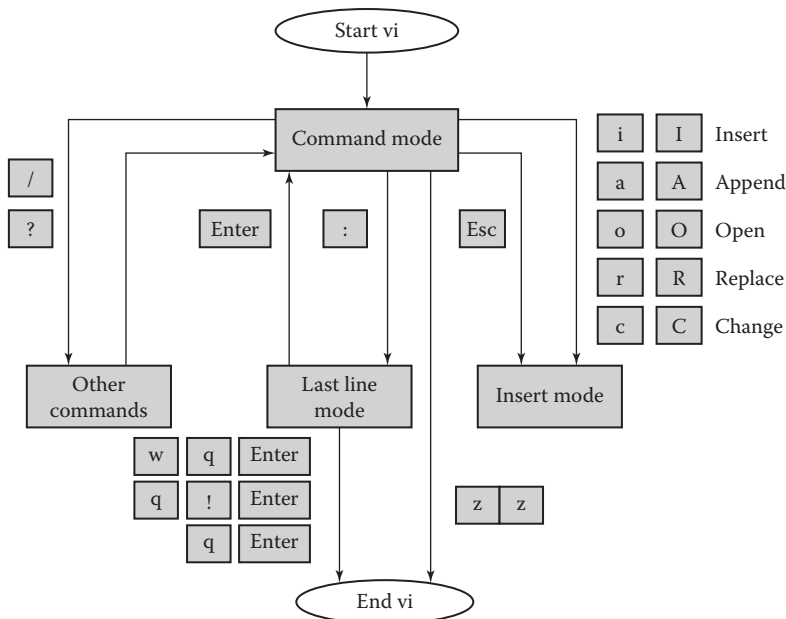 Start vi
Command mode
i I Insert
/
a A Append
?
Enter
:
Esc
o O Open
r R Replace
c C Change
Other
commands
Last line
mode
Insert mode
w q Enter
q ! Enter
z z
q Enter
End vi